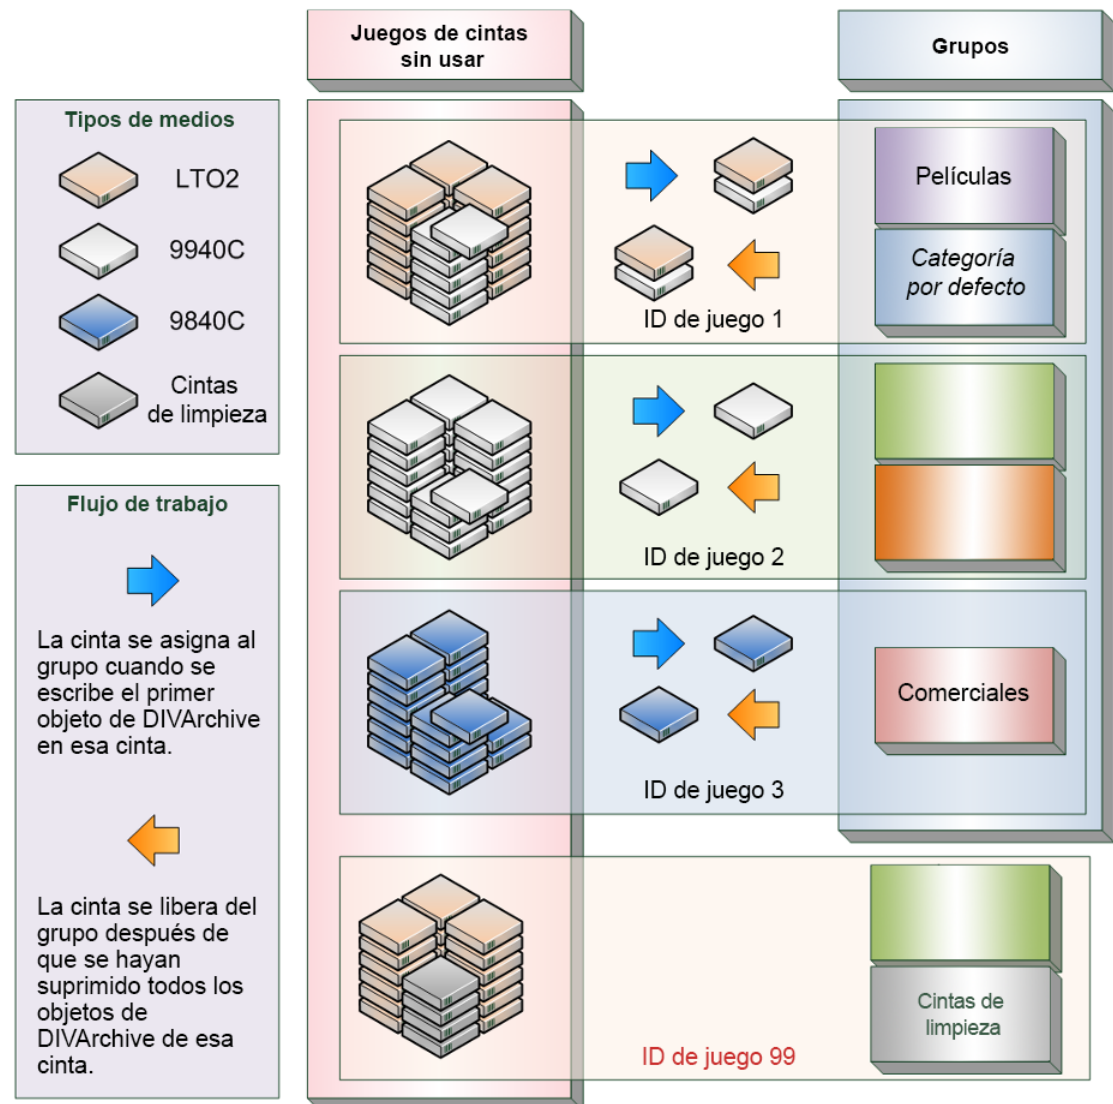 Juegos de cintas
sin usar
Grupos
Tipos de medios
LTO2
9940C
9840C
Cintas
de limpieza
Flujo de trabajo
La cinta se asigna al
grupo cuando se
escribe el primer
objeto de DIVArchive
en esa cinta.
La cinta se libera del
grupo después de
que se hayan
suprimido todos los
objetos de
DIVArchive de esa
cinta.
Películas
Categoría
por defecto
ID de juego 1
ID de juego 2
Comerciales
ID de juego 3
Cintas de
limpieza
ID de juego 99